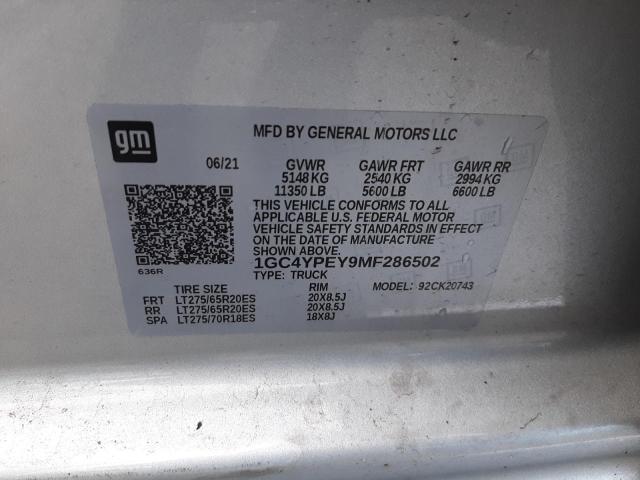 gm
MFD BY GENERAL MOTORS LLC
06/21 GVWR GAWR FRT GAWR RR
5148 KG 2540 KG 2994 KG
11350 LB 5600 LB 6600 LB
THIS VEHICLE CONFORMS TO ALL
APPLICABLE U.S. FEDERAL MOTOR
VEHICLE SAFETY STANDARDS IN EFFECT
ON THE DATE OF MANUFACTURE
SHOWN ABOVE.
1GC4YPEY9MF286502
636R
TYPE: TRUCK MODEL: 92CK20743
TIRE SIZE RIM
FRT LT275/65R20ES 20X8.5J
RR LT275/65R20ES 20X8.5J
SPA LT275/70R18ES 18X8J